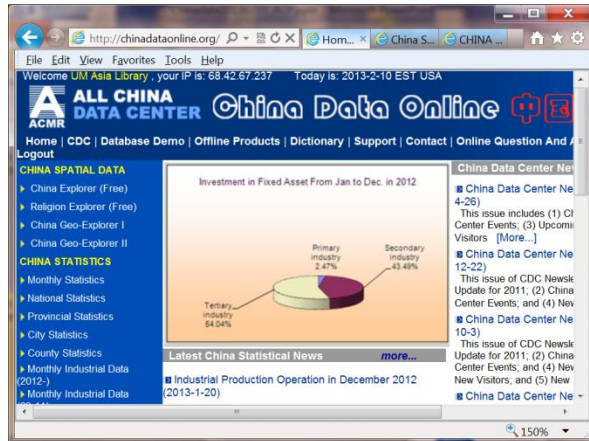 http://chinadataonline.org/
Hom...
China S...
CHINA ...
File Edit View Favorites Tools Help
Welcome UM Asia Library , your IP is: 68.42.67.237 Today is: 2013-2-10 EST USA
ACMR
ALL CHINA
DATA CENTER
China Data Online 中国
Home | CDC | Database Demo | Offline Products | Dictionary | Support | Contact | Online Question And A
Logout
CHINA SPATIAL DATA
China Explorer (Free)
Religion Explorer (Free)
China Geo-Explorer I
China Geo-Explorer II
CHINA STATISTICS
Monthly Statistics
National Statistics
Provincial Statistics
City Statistics
County Statistics
Monthly Industrial Data
(2012-)
Monthly Industrial Data
Investment in Fixed Asset From Jan.to Dec. in 2012
Primary
industry
2.47%
Secondary
industry
43.49%
Tertiary
industry
54.04%
Latest China Statistical News more...
Industrial Production Operation in December 2012
(2013-1-20)
China Data Center Ne
China Data Center Ne
4-26)
This issue includes (1) Ch
Center Events; (3) Upcomi
Visitors [More...]
China Data Center Ne
12-22)
This issue of CDC Newsle
Update for 2011; (2) China
Center Events; and (4) New
China Data Center Ne
10-3)
This issue of CDC Newsle
Update for 2011; (2) China
Center Events; and (4) New
New Visitors; and (5) New
China Data Center Ne
150%